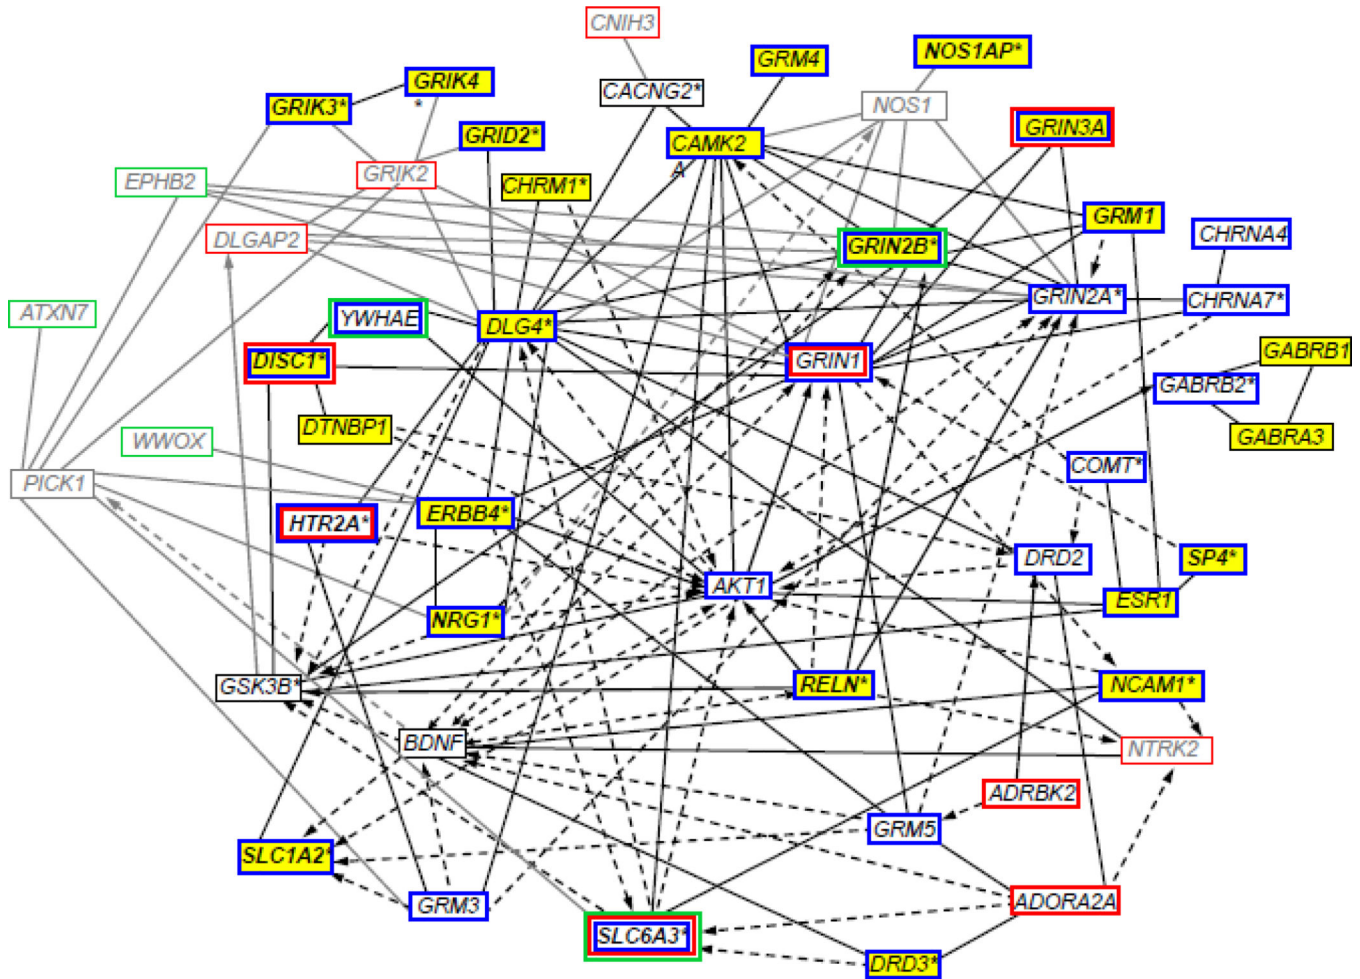 CNIH3
GRM4
NOS1AP*
GRIK4
*
GRIK3*
CACNG2*
NOS1
GRIN3A
GRID2*
CAMK2
A
EPHB2
GRIK2
CHRM1*
GRM1
DLGAP2
GRIN2B*
CHRNA4
GRIN2A*
CHRNA7*
ATXN7
YWHAE
DLG4*
DISC1*
GRIN1
GABRB1
GABRB2*
DTNBP1
GABRA3
WWOX
COMT*
PICK1
ERBB4*
HTR2A*
DRD2
SP4*
AKT1
ESR1
NRG1*
GSK3B*
RELN*
NCAM1*
BDNF
NTRK2
ADRBK2
GRM5
SLC1A2*
GRM3
ADORA2A
SLC6A3*
DRD3*